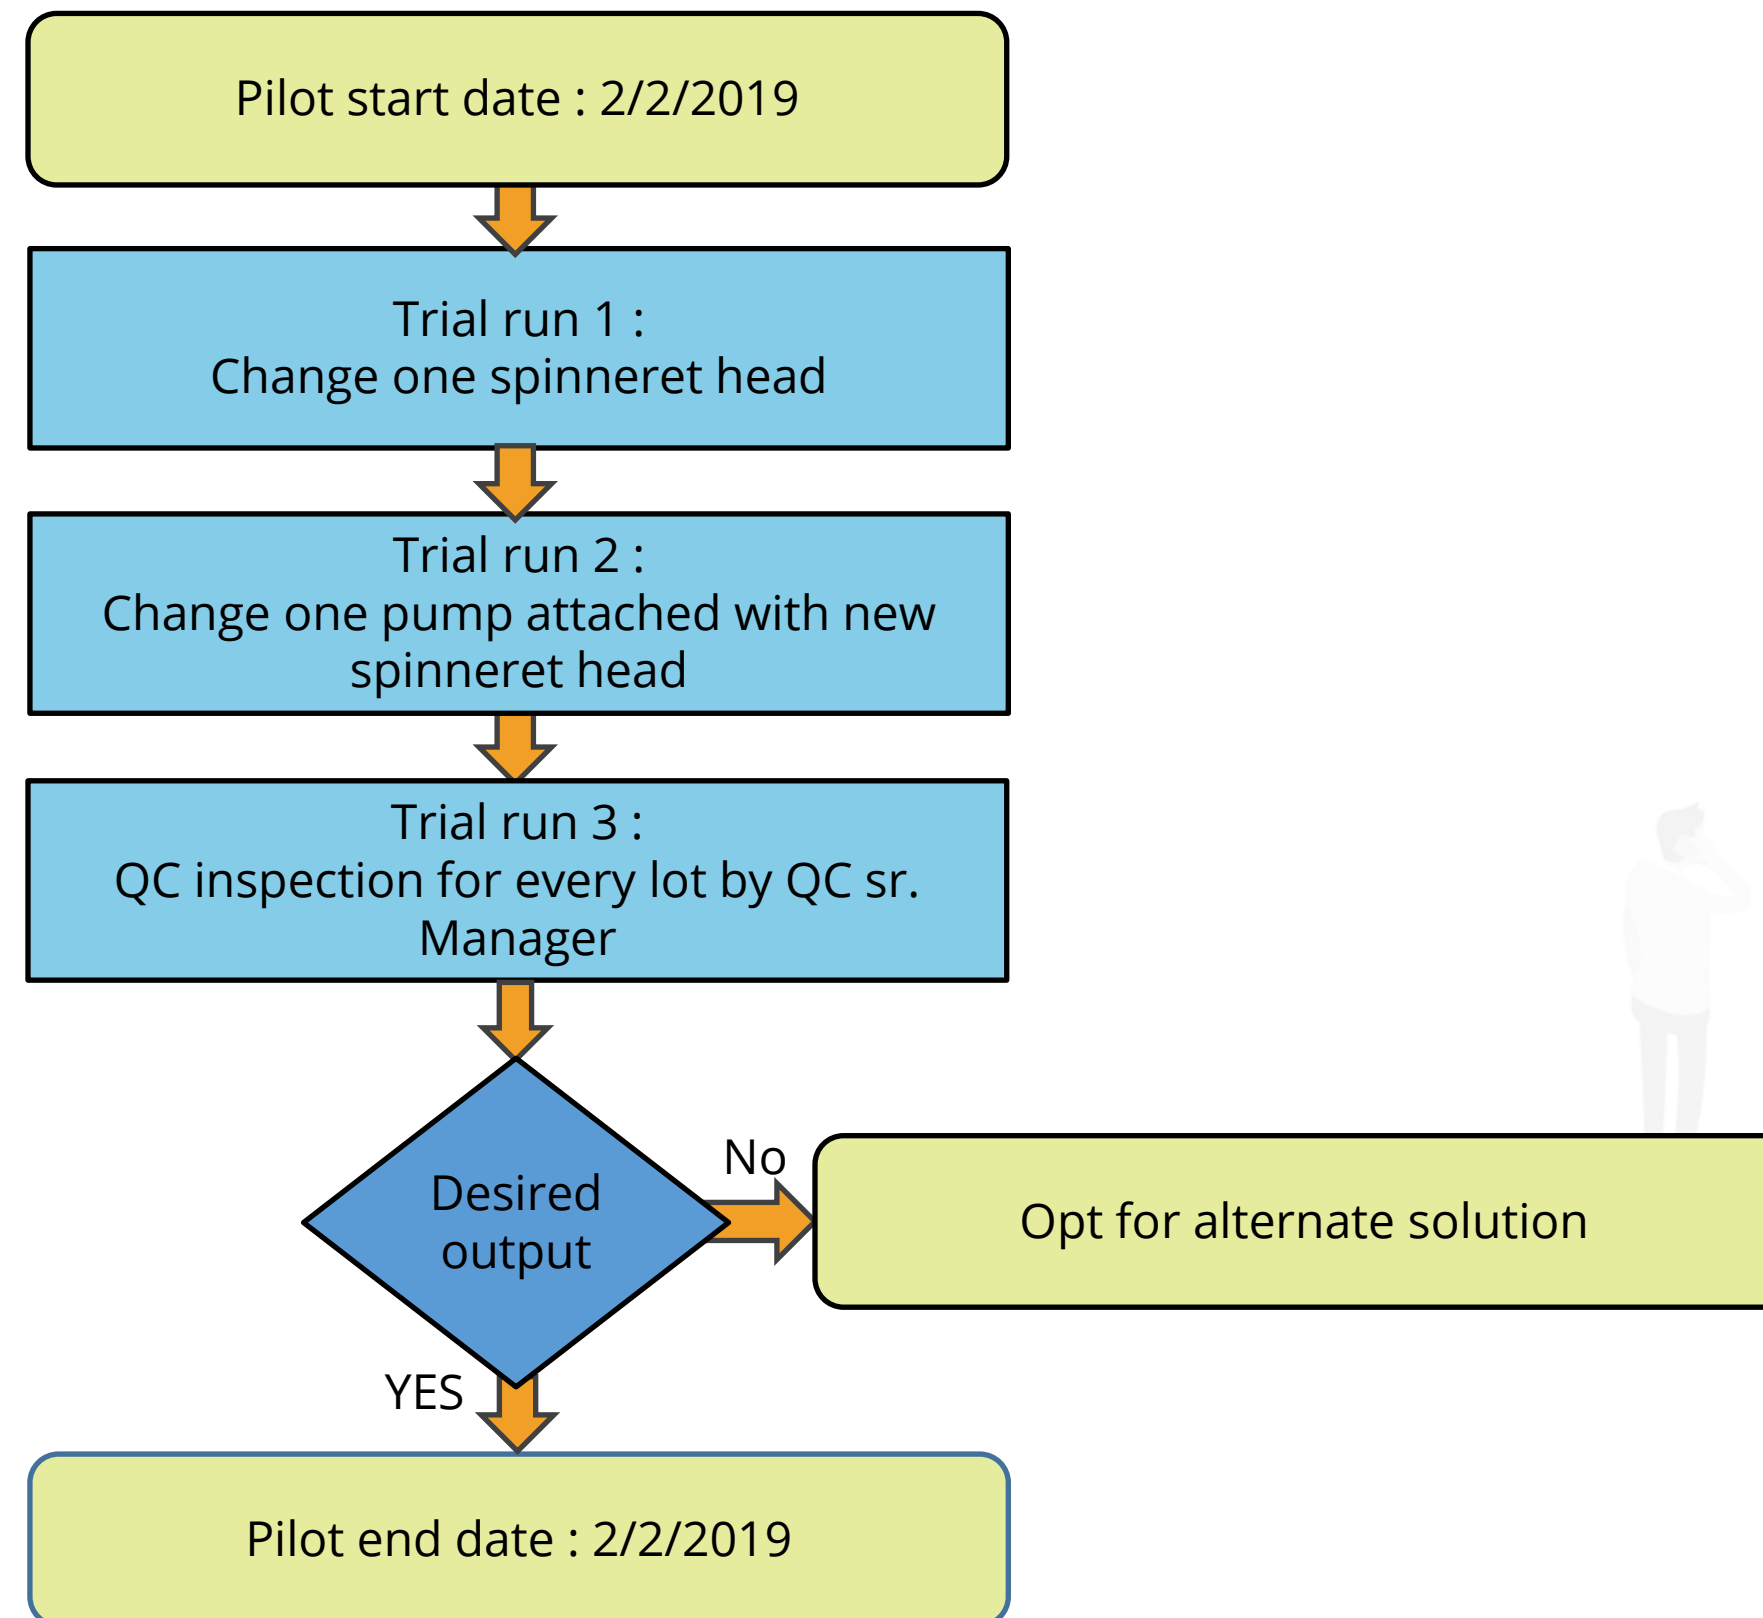 Pilot start date : 2/2/2019
Trial run 1 :
Change one spinneret head
Trial run 2 :
Change one pump attached with new
spinneret head
Trial run 3 :
QC inspection for every lot by QC sr.
Manager
Desired
output
No
Opt for alternate solution
YES
Pilot end date : 2/2/2019